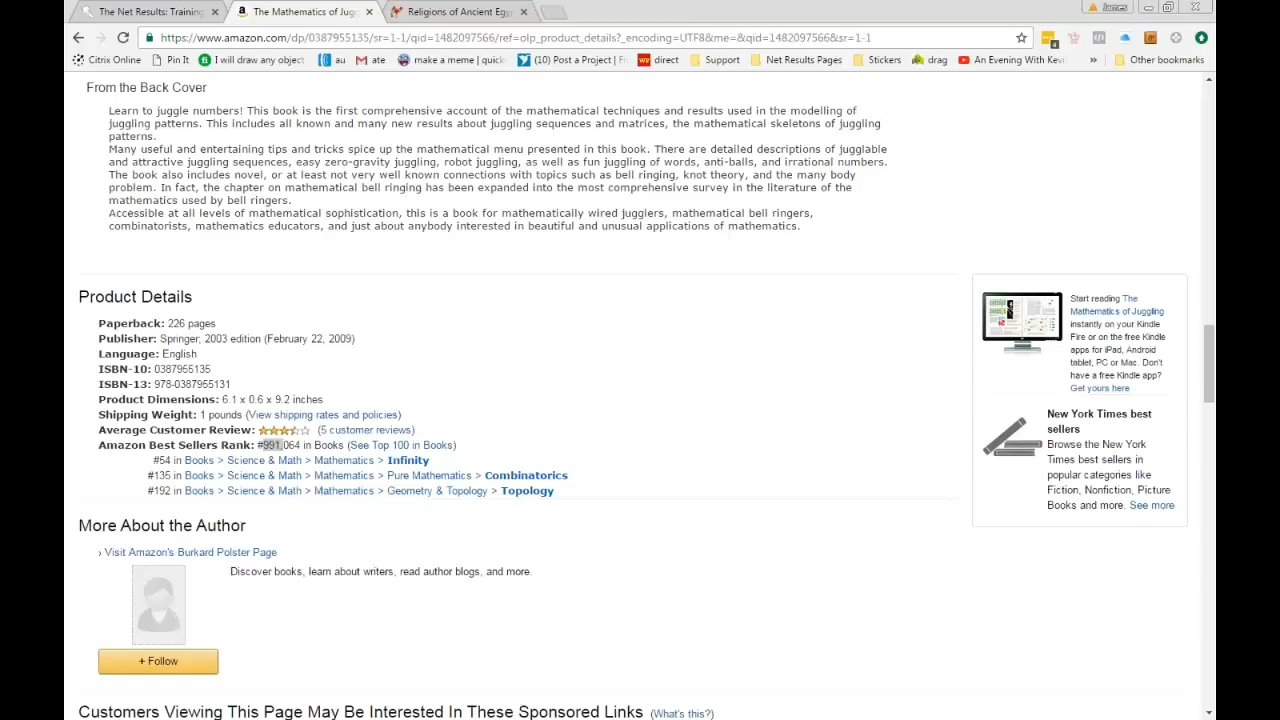 The Net Results: Training
The Mathematics of Jugg
Religions of Ancient Egy
James
https://www.amazon.com/dp/0387955135/sr=1-1/qid=1482097566/ref=olp_product_details?_encoding=UTF8&me=&qid=1482097566&sr=1-1
4
Citrix Online Pin It I will draw any object au ate make a meme | quick (10) Post a Project | Fr direct Support Net Results Pages Stickers drag An Evening With Kevi » Other bookmarks
From the Back Cover
Learn to juggle numbers! This book is the first comprehensive account of the mathematical techniques and results used in the modelling of
juggling patterns. This includes all known and many new results about juggling sequences and matrices, the mathematical skeletons of juggling
patterns.
Many useful and entertaining tips and tricks spice up the mathematical menu presented in this book. There are detailed descriptions of jugglable
and attractive juggling sequences, easy zero-gravity juggling, robot juggling, as well as fun juggling of words, anti-balls, and irrational numbers.
The book also includes novel, or at least not very well known connections with topics such as bell ringing, knot theory, and the many body
problem. In fact, the chapter on mathematical bell ringing has been expanded into the most comprehensive survey in the literature of the
mathematics used by bell ringers.
Accessible at all levels of mathematical sophistication, this is a book for mathematically wired jugglers, mathematical bell ringers,
combinatorists, mathematics educators, and just about anybody interested in beautiful and unusual applications of mathematics.
Product Details
Paperback: 226 pages
Publisher: Springer; 2003 edition (February 22, 2009)
Language: English
ISBN-10: 0387955135
ISBN-13: 978-0387955131
Product Dimensions: 6.1 x 0.6 x 9.2 inches
Shipping Weight: 1 pounds (View shipping rates and policies)
Average Customer Review: (5 customer reviews)
Amazon Best Sellers Rank: #991,064 in Books (See Top 100 in Books)
#54 in Books > Science & Math > Mathematics > Infinity
#135 in Books > Science & Math > Mathematics > Pure Mathematics > Combinatorics
#192 in Books > Science & Math > Mathematics > Geometry & Topology > Topology
Start reading The
Mathematics of Juggling
instantly on your Kindle
Fire or on the free Kindle
apps for iPad, Android
tablet, PC or Mac. Don't
have a free Kindle app?
Get yours here
New York Times best
sellers
Browse the New York
Times best sellers in
popular categories like
Fiction, Nonfiction, Picture
Books and more. See more
More About the Author
› Visit Amazon's Burkard Polster Page
Discover books, learn about writers, read author blogs, and more.
+ Follow
Customers Viewing This Page May Be Interested In These Sponsored Links (What's this?)